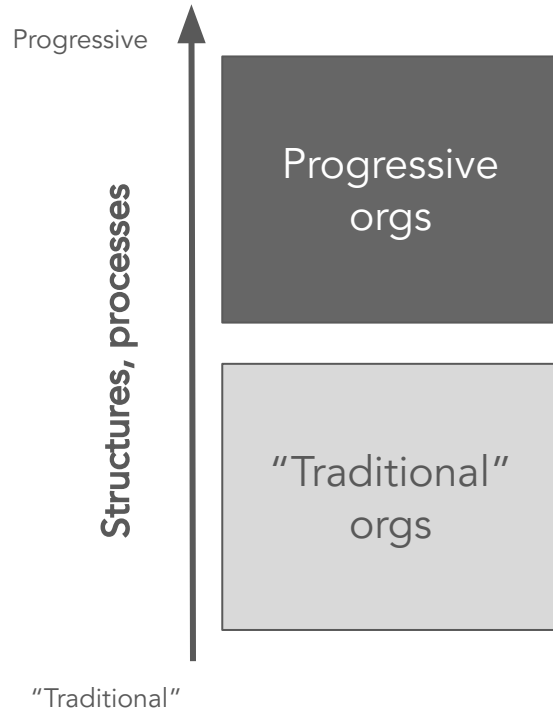 Progressive
Progressive
orgs
Structures, processes
“Traditional”
orgs
“Traditional”